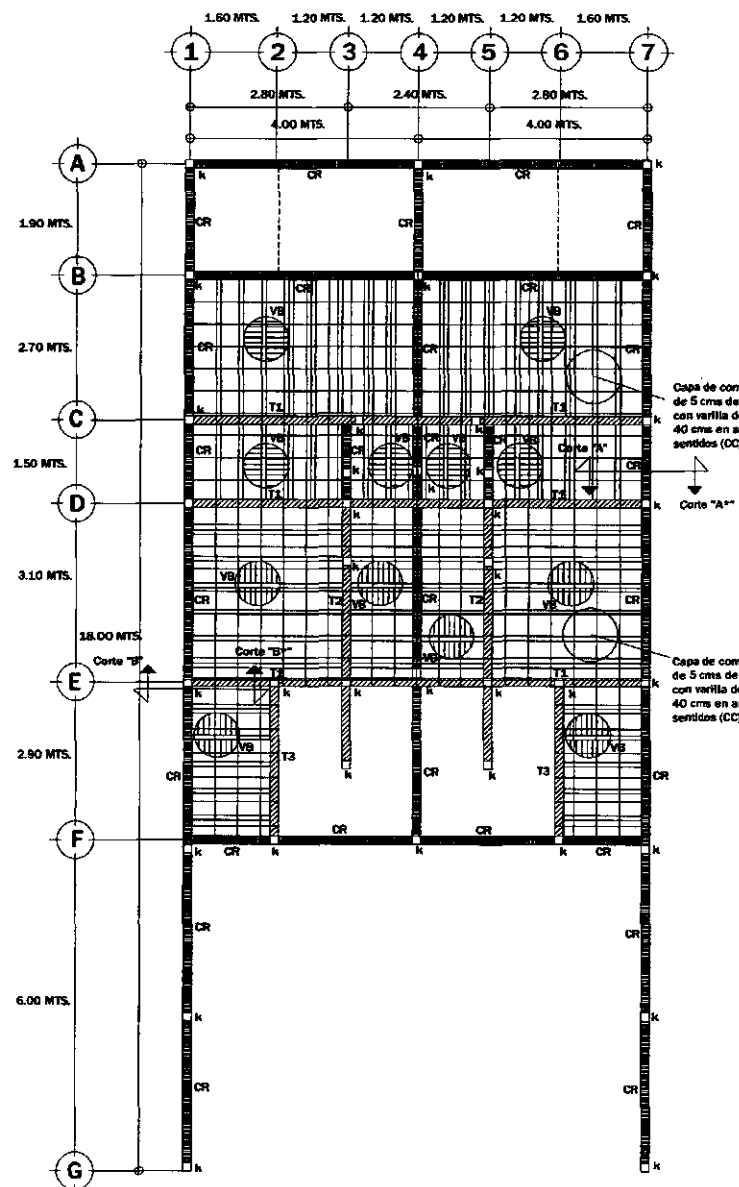 1.60 MTS. 1.20 MTS. 1.20 MTS. 1.20 MTS. 1.20 MTS. 1.60 MTS.
1 2 3 4 5 6 7
2.80 MTS. 2.40 MTS. 2.80 MTS.
4.00 MTS. 4.00 MTS.
A
k CR k CR k
1.90 MTS.
CR CR CR
B
k CR k CR k
VB VB
2.70 MTS.
CR CR CR
Capa de com
de 5 cms de
con varilla de
40 cms en a
sentidos (CC)
k T1 T1 k
C
k k k
CR VB CR VB CR VB CR VB
Corte "A"
1.50 MTS.
k k k CR
T1 T1
Corte "A"
D
k k k
3.10 MTS.
k k
VB VB VB
CR T2 CR T2 CR
18.00 MTS.
VB
Corte "B" Corte "B"
Capa de com
de 5 cms de
con varilla de
40 cms en a
sentidos (CC)
T1 T1
E
k k k k k k k
VB VB
2.90 MTS.
CR T3 CR T3 CR
k k
CR CR
F
k CR k k k CR k
CR CR
6.00 MTS.
k k
CR CR
G
k k